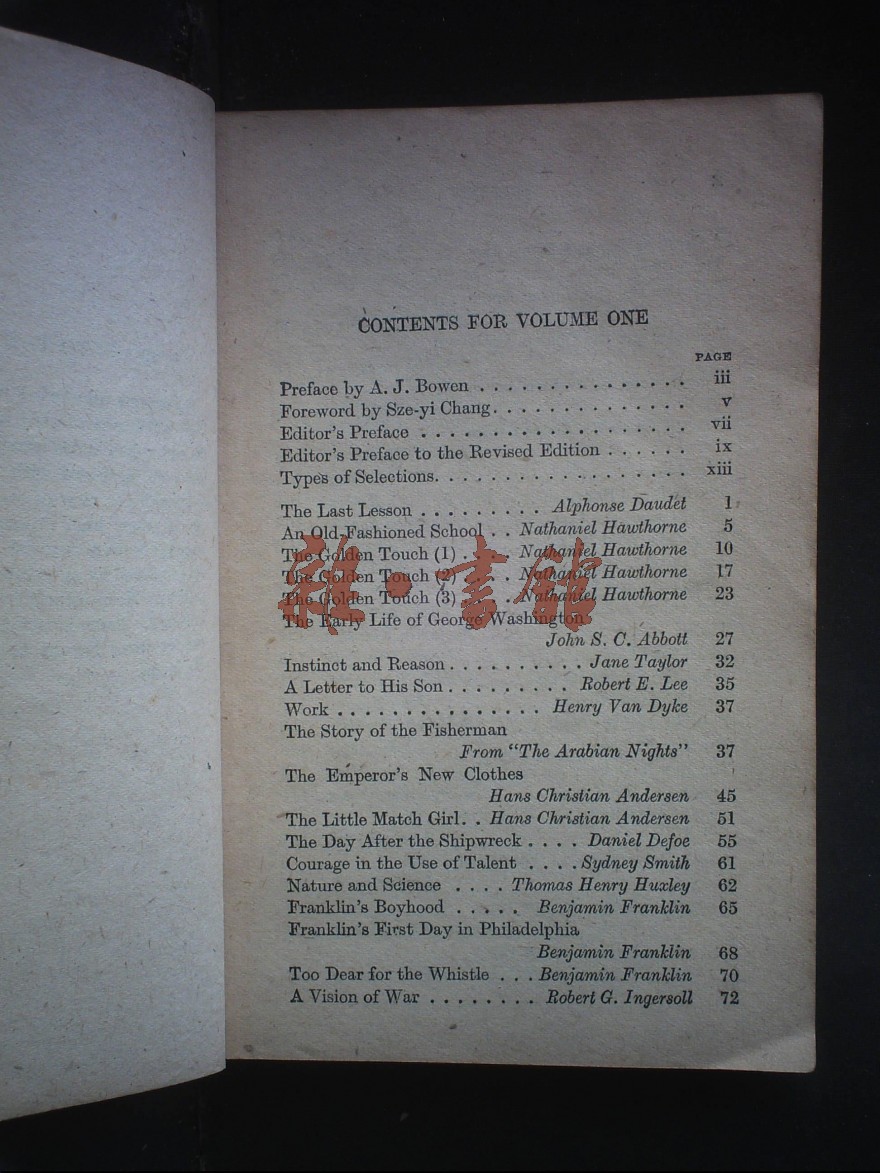 CONTENTS FOR VOLUME ONE
PAGE
Preface by A. J. Bowen . . . . . . . . . . . . . . . iii
Foreword by Sze-yi Chang. . . . . . . . . . . . . . . v
Editor's Preface . . . . . . . . . . . . . . . . . . . vii
Editor's Preface to the Revised Edition . . . . . . ix
Types of Selections. . . . . . . . . . . . . . . . . . xiii
The Last Lesson . . . . . . . . . Alphonse Daudet 1
An Old-Fashioned School . . Nathaniel Hawthorne 5
The Golden Touch (1) . . . . Nathaniel Hawthorne 10
The Golden Touch (2) . . . . Nathaniel Hawthorne 17
The Golden Touch (3) . . . . Nathaniel Hawthorne 23
雜·書館
The Early Life of George Washington
John S. C. Abbott 27
Instinct and Reason . . . . . . . . . . Jane Taylor 32
A Letter to His Son . . . . . . . . . Robert E. Lee 35
Work . . . . . . . . . . . . . . . Henry Van Dyke 37
The Story of the Fisherman
From "The Arabian Nights" 37
The Emperor's New Clothes
Hans Christian Andersen 45
The Little Match Girl. . Hans Christian Andersen 51
The Day After the Shipwreck . . . . Daniel Defoe 55
Courage in the Use of Talent . . . . Sydney Smith 61
Nature and Science . . . . Thomas Henry Huxley 62
Franklin's Boyhood . . . . . Benjamin Franklin 65
Franklin's First Day in Philadelphia
Benjamin Franklin 68
Too Dear for the Whistle . . . Benjamin Franklin 70
A Vision of War . . . . . . . . Robert G. Ingersoll 72